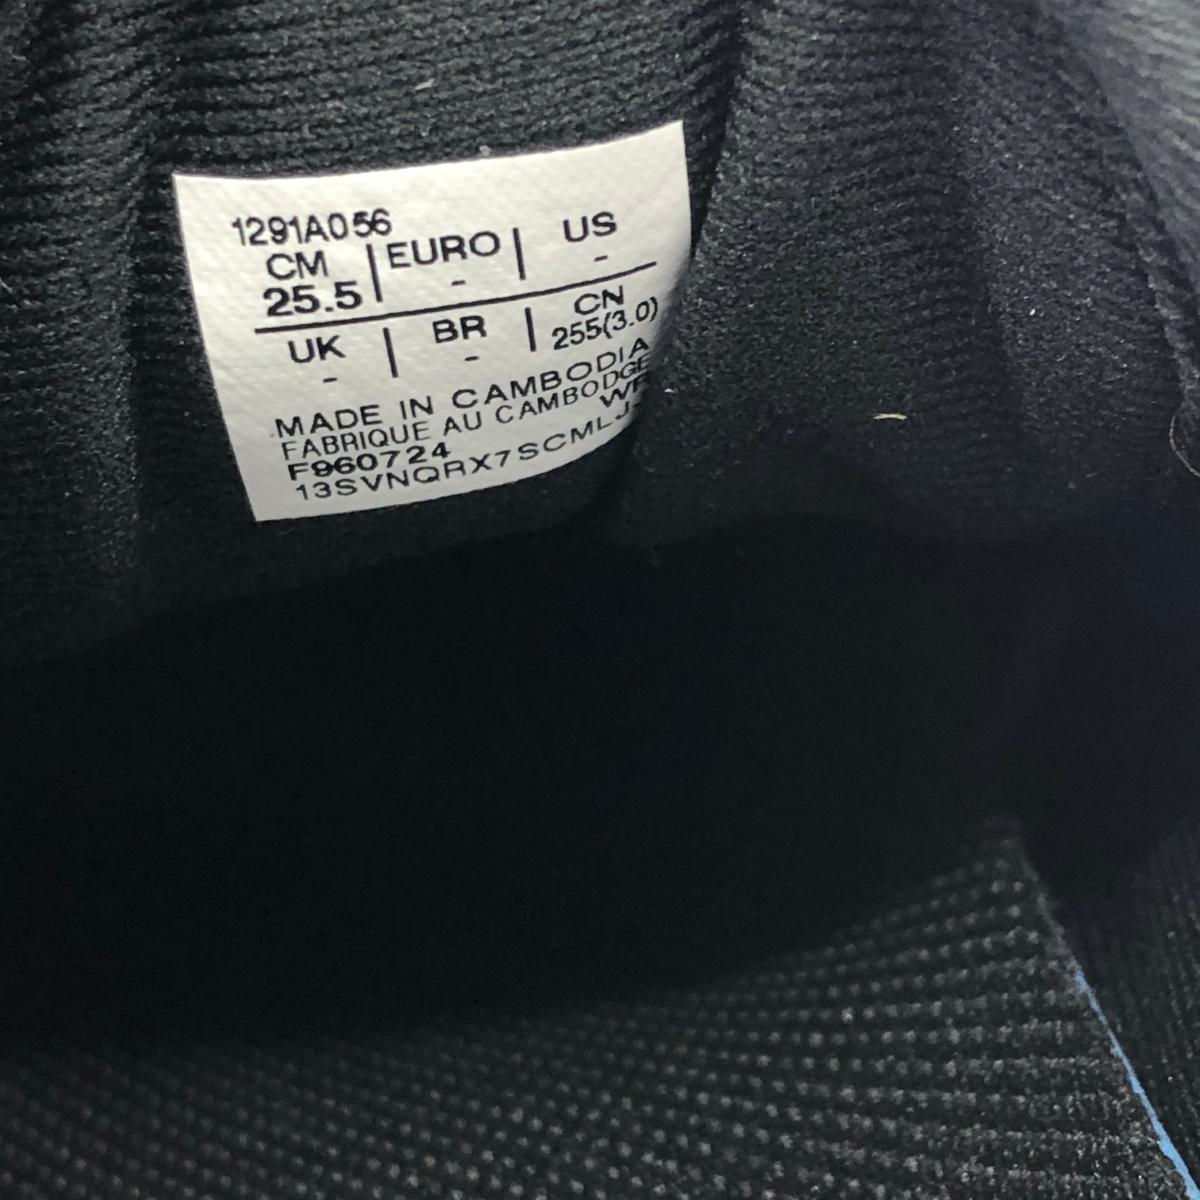 1291A056
CM | EURO | US
25.5 | - | -
UK | BR | CN
- | - | 255(3.0)
MADE IN CAMBODIA
FABRIQUE AU CAMBODGE
F960724
13SVNQRX7SCML